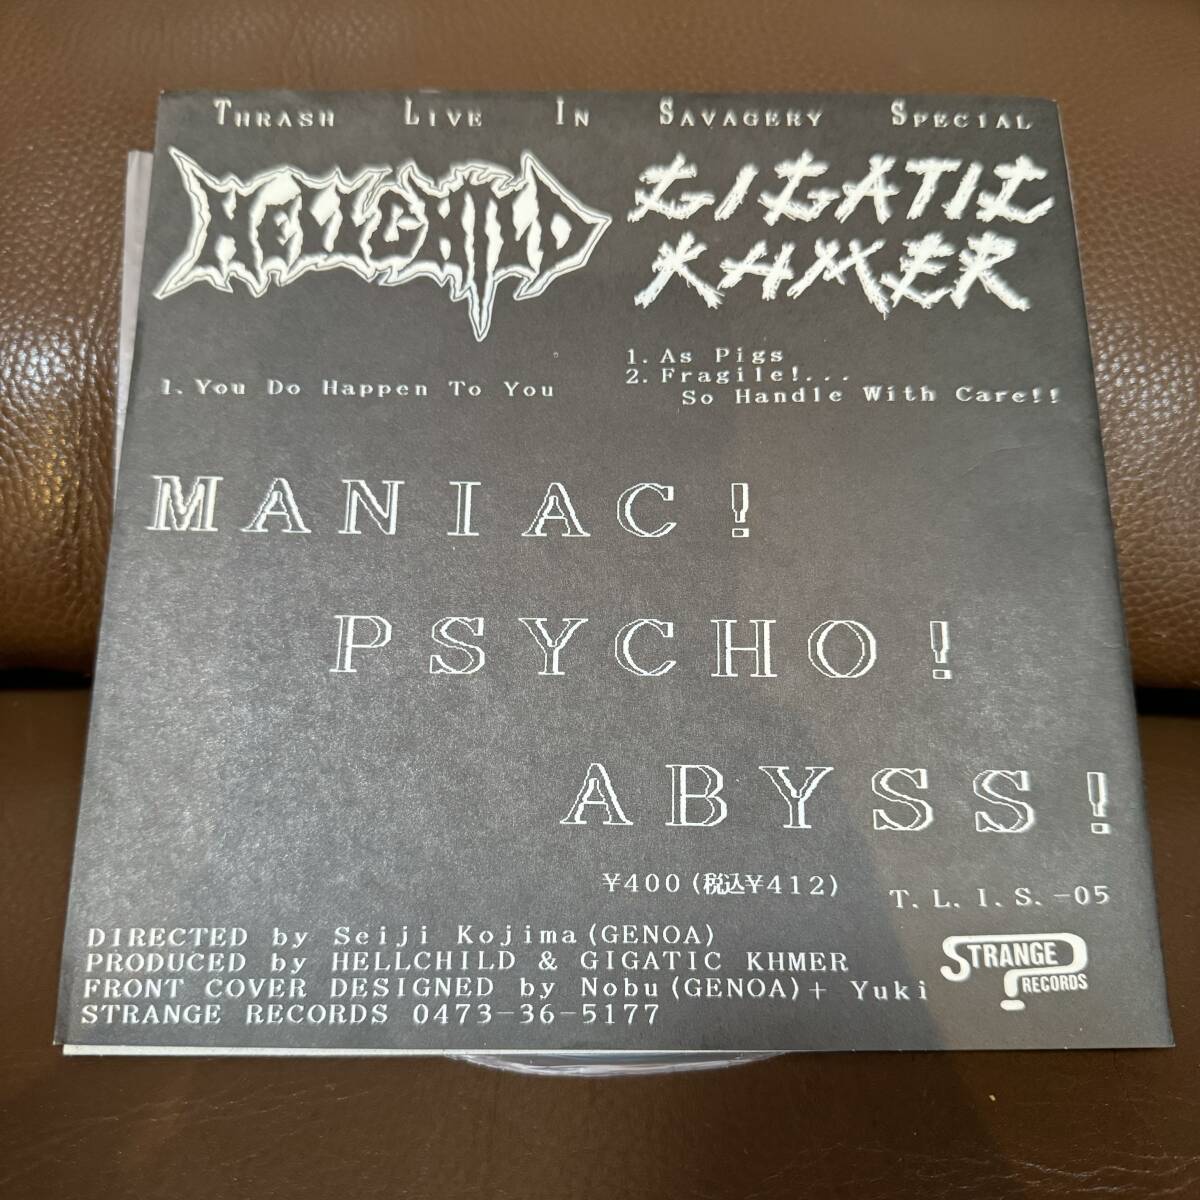 THRASH LIVE IN SAVAGERY SPECIAL
HELLCHILD
GIGATIC
KHMER
1. You Do Happen To You
1. As Pigs
2. Fragile!...
So Handle With Care!!
MANIAC!
PSYCHO!
ABYSS!
¥400(税込¥412)
T. L. I. S. -05
DIRECTED by Seiji Kojima(GENOA)
PRODUCED by HELLCHILD & GIGATIC KHMER
FRONT COVER DESIGNED by Nobu(GENOA)+ Yuki
STRANGE RECORDS 0473-36-5177
STRANGE
RECORDS